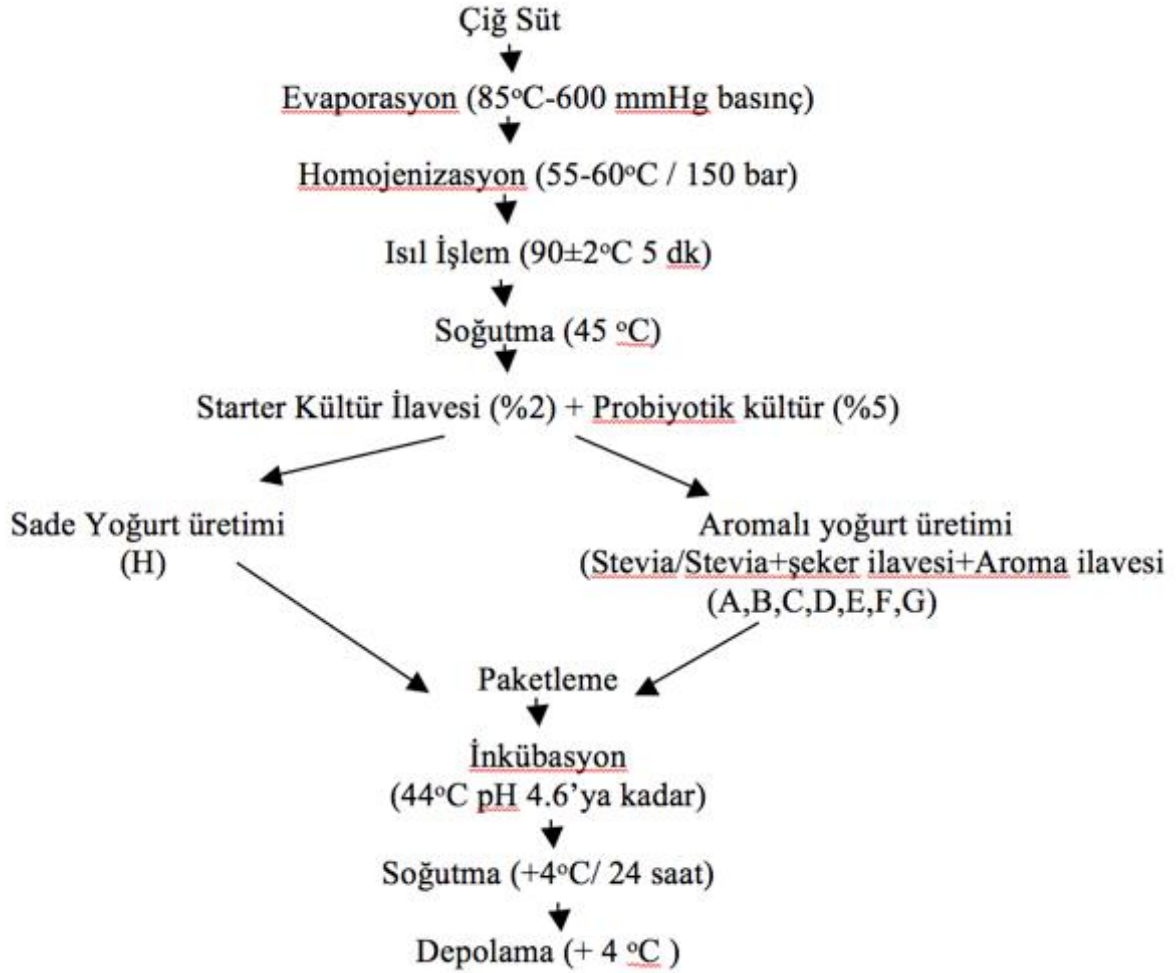 Çiğ Süt
Evaporasyon (85°C-600 mmHg basınç)
Homojenizasyon (55-60°C / 150 bar)
Isıl İşlem (90±2°C 5 dk)
Soğutma (45 °C)
Starter Kültür İlavesi (%2) + Probiyotik kültür (%5)
Sade Yoğurt üretimi
(H)
Aromalı yoğurt üretimi
(Stevia/Stevia+şeker ilavesi+Aroma ilavesi
(A,B,C,D,E,F,G)
Paketleme
İnkübasyon
(44°C pH 4.6’ya kadar)
Soğutma (+4°C/ 24 saat)
Depolama (+ 4 °C )